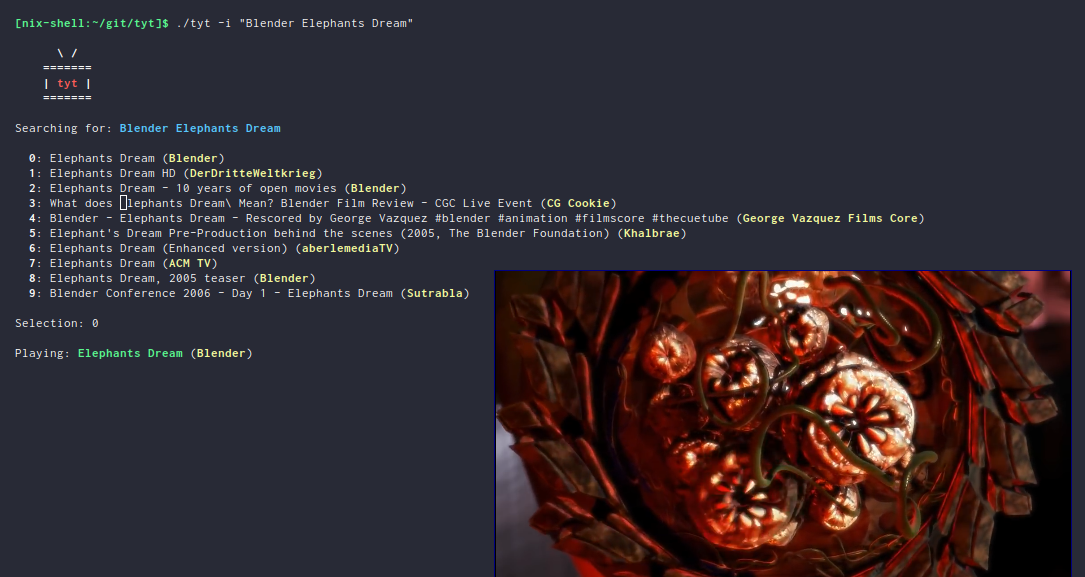 [nix-shell:~/git/tyt]$ ./tyt -i "Blender Elephants Dream"
\ /
=======
| tyt |
=======
Searching for: Blender Elephants Dream
0: Elephants Dream (Blender)
1: Elephants Dream HD (DerDritteWeltkrieg)
2: Elephants Dream - 10 years of open movies (Blender)
3: What does lephants Dream\ Mean? Blender Film Review - CGC Live Event (CG Cookie)
4: Blender - Elephants Dream - Rescored by George Vazquez #blender #animation #filmscore #thecuetube (George Vazquez Films Core)
5: Elephant's Dream Pre-Production behind the scenes (2005, The Blender Foundation) (Khalbrae)
6: Elephants Dream (Enhanced version) (aberlemediaTV)
7: Elephants Dream (ACM TV)
8: Elephants Dream, 2005 teaser (Blender)
9: Blender Conference 2006 - Day 1 - Elephants Dream (Sutrabla)
Selection: 0
Playing: Elephants Dream (Blender)